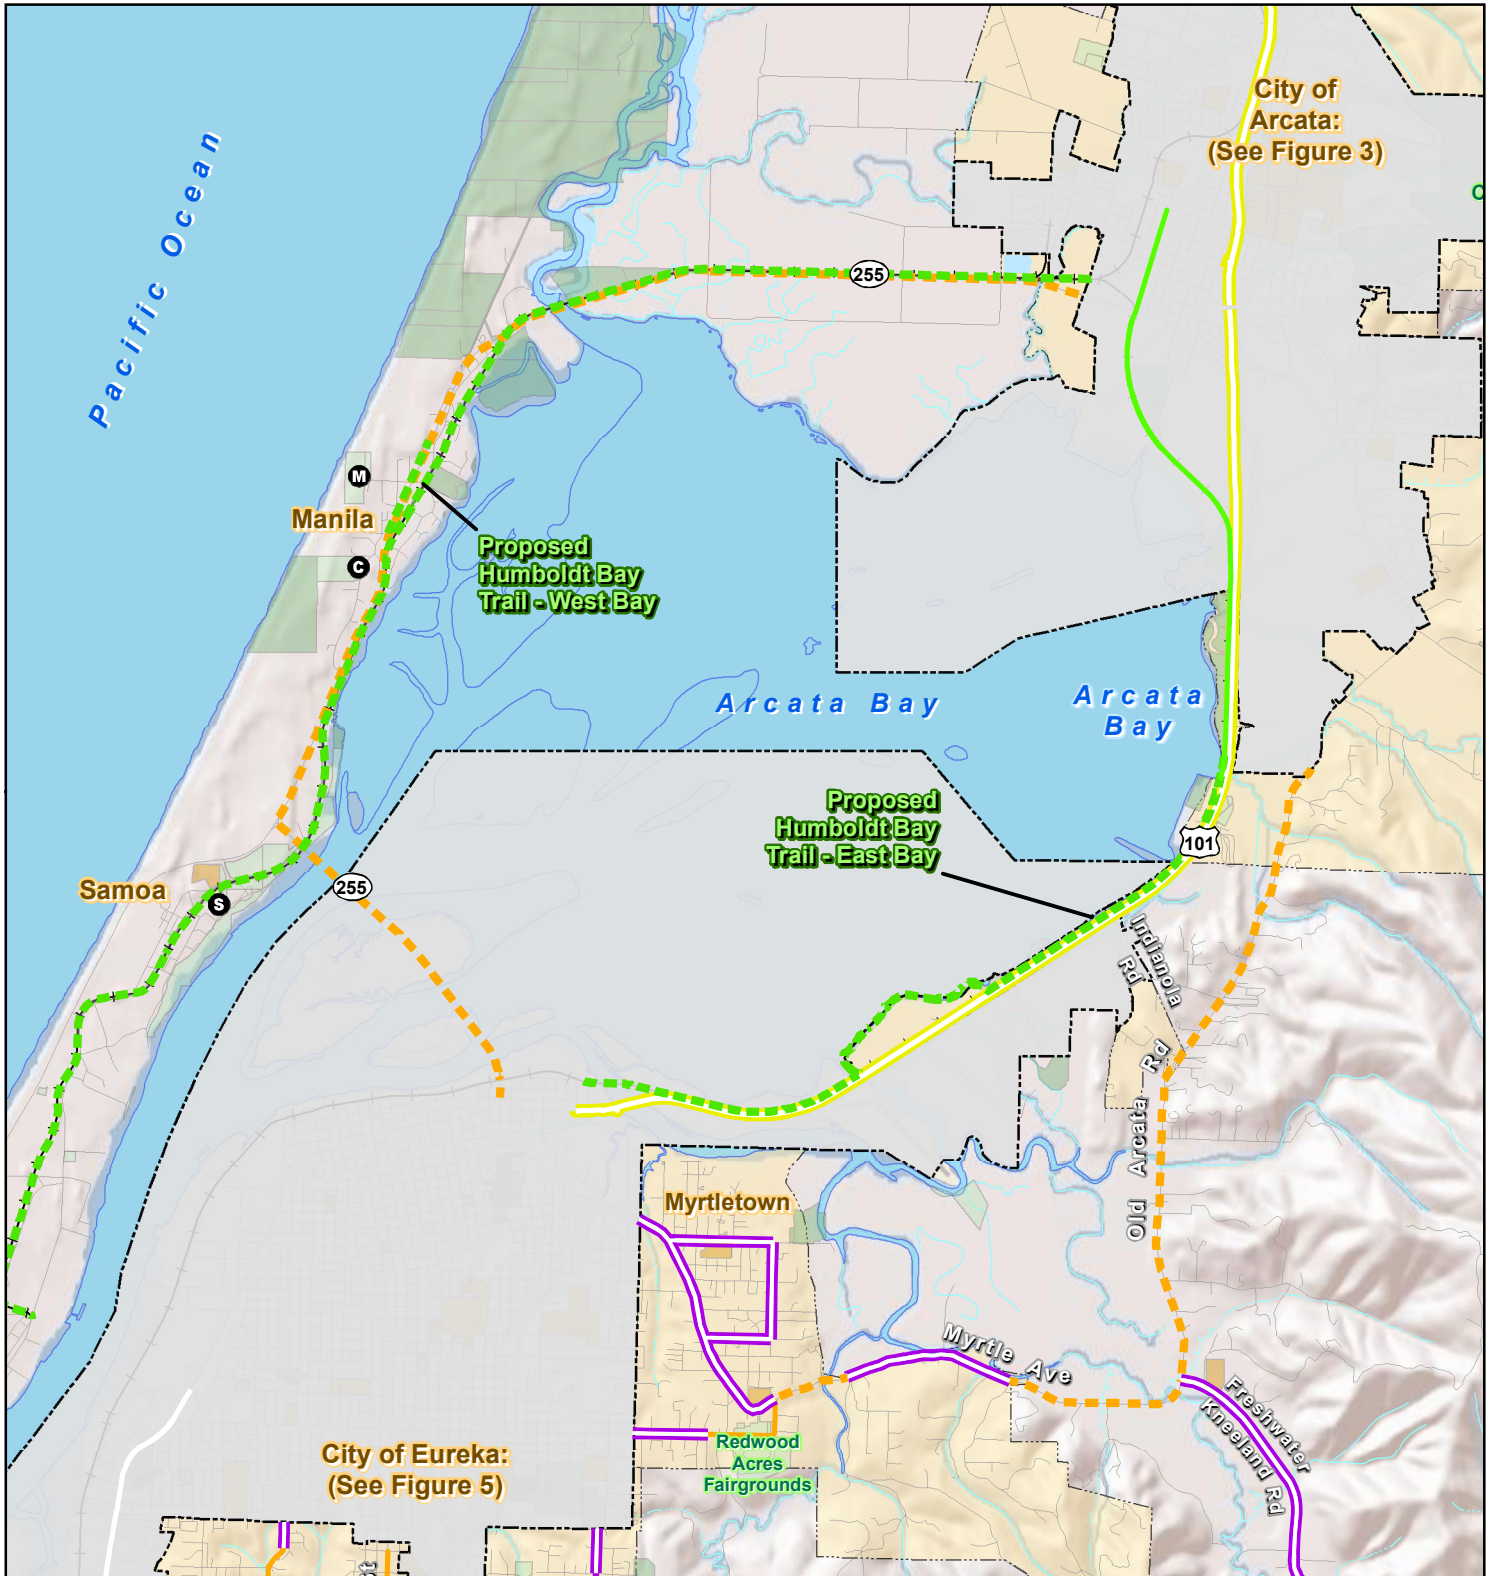 City of
Arcata:
(See Figure 3)
Pacific Ocean
255
M
Manila
C
Proposed
Humboldt Bay
Trail - West Bay
Arcata Bay
Arcata
Bay
Proposed
Humboldt Bay
Trail - East Bay
101
Samoa
S
255
Indianola
Rd
Old Arcata Rd
Myrtletown
Myrtle Ave
Freshwater
Kneeland Rd
Redwood
Acres
Fairgrounds
City of Eureka:
(See Figure 5)